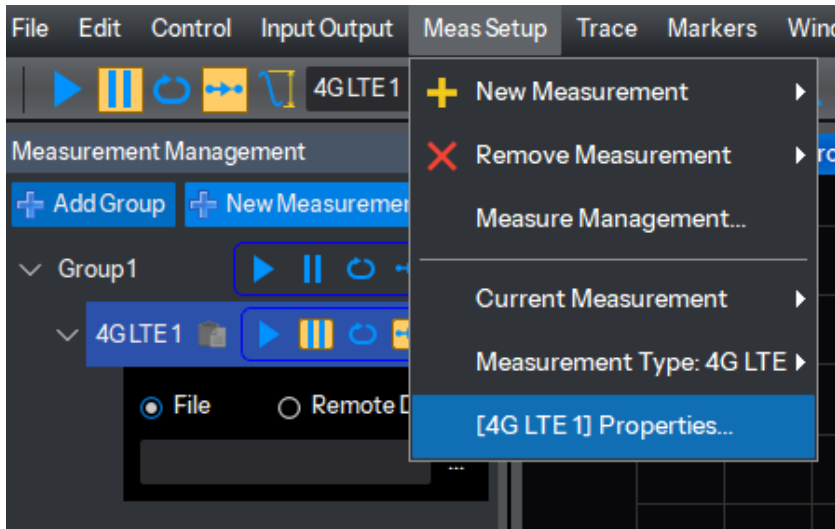 File Edit Control Input Output Meas Setup Trace Markers
4G LTE 1
New Measurement
Measurement Management
Remove Measurement
Add Group
Measure Management...
Group1
Current Measurement
4G LTE 1
Measurement Type: 4G LTE
File Remote
[4G LTE 1] Properties...
...